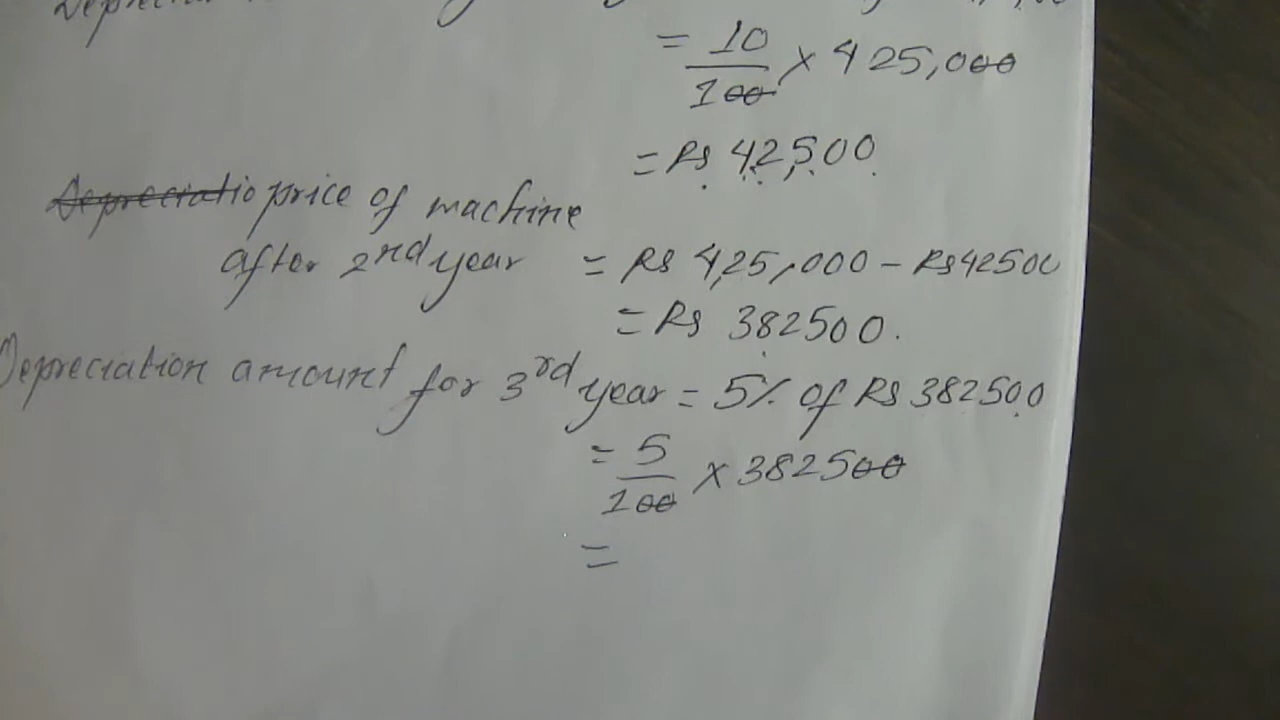 = 10/100 × 425,000
= Rs 42,500
Depreciatio price of machine
after 2nd year = Rs 4,25,000 - Rs 42500
= Rs 382500.
Depreciation amount for 3rd year = 5% of Rs 382500
= 5/100 × 382500
=